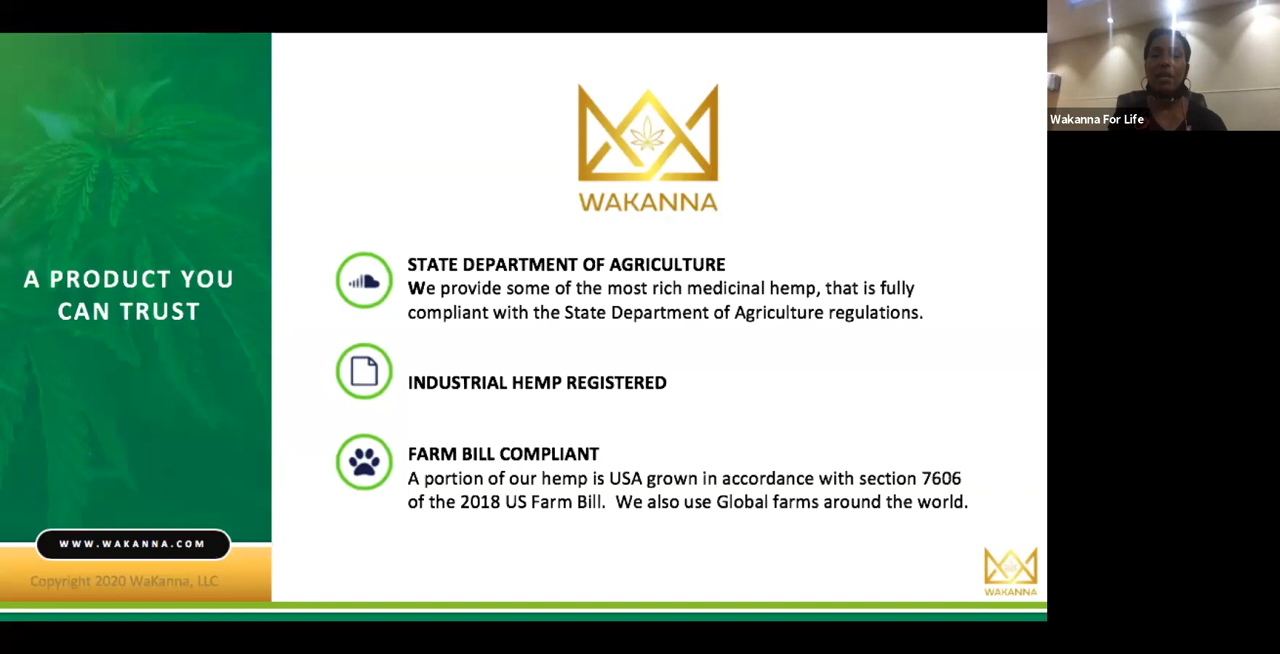 Wakanna For Life
WAKANNA
A PRODUCT YOU
CAN TRUST
STATE DEPARTMENT OF AGRICULTURE
We provide some of the most rich medicinal hemp, that is fully
compliant with the State Department of Agriculture regulations.
INDUSTRIAL HEMP REGISTERED
FARM BILL COMPLIANT
A portion of our hemp is USA grown in accordance with section 7606
of the 2018 US Farm Bill.  We also use Global farms around the world.
WWW.WAKANNA.COM
Copyright 2020 WaKanna, LLC
WAKANNA